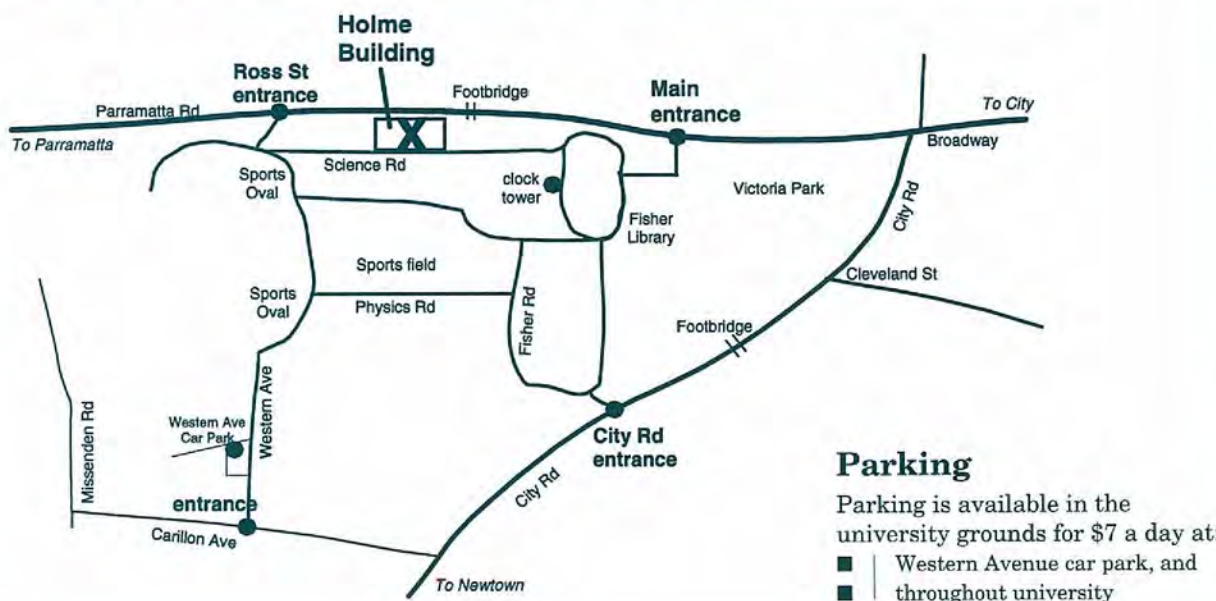 Holme
Building
Ross St
entrance
Footbridge
Main
entrance
Parramatta Rd
To City
To Parramatta
Broadway
Science Rd
Sports
Oval
clock
tower
Victoria Park
City Rd
Fisher
Library
Sports field
Cleveland St
Sports
Oval
Physics Rd
Fisher Rd
Footbridge
Missenden Rd
Western Ave
Car Park
Western Ave
City Rd
entrance
City Rd
entrance
Carillon Ave
To Newtown
Parking
Parking is available in the
university grounds for $7 a day at:
Western Avenue car park, and
throughout university